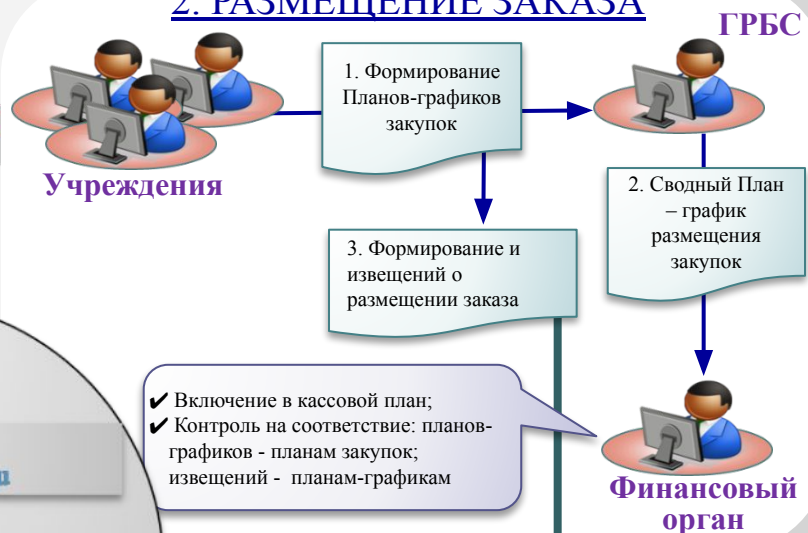 2. РАЗМЕЩЕНИЕ ЗАКАЗА
ГРБС
1. Формирование
Планов-графиков
закупок
Учреждения
2. Сводный План
– график
размещения
закупок
3. Формирование и
извещений о
размещении заказа
✔ Включение в кассовой план;
✔ Контроль на соответствие: планов-
графиков - планам закупок;
извещений - планам-графикам
Финансовый
орган